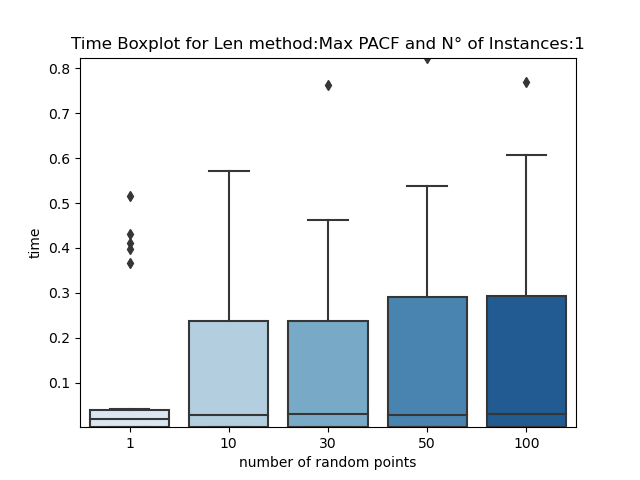 Time Boxplot for Len method:Max PACF and N° of Instances:1
0.8
0.7
0.6
0.5
0.4
0.3
0.2
0.1
time
1 10 30 50 100
number of random points